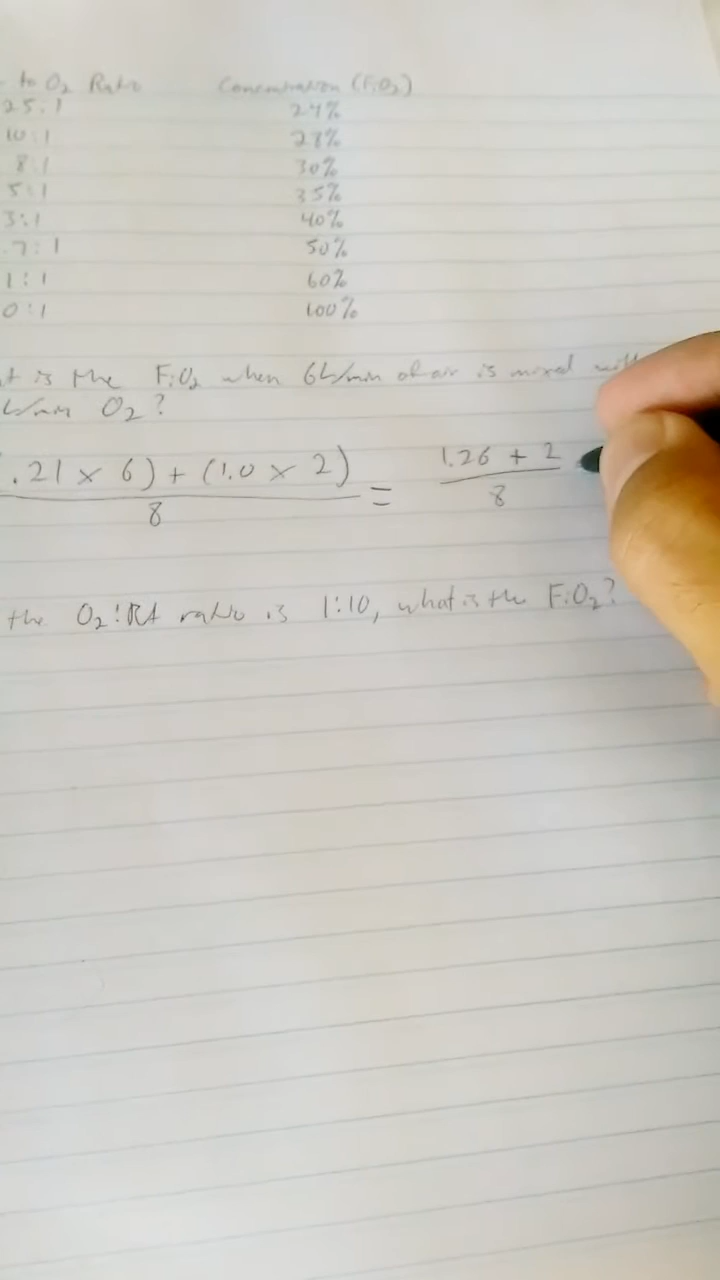 to O2 Ratio Concentration (FiO2)
25:1 24%
10:1 28%
8:1 30%
5:1 35%
3:1 40%
.7:1 50%
1:1 60%
0:1 100%
is the FiO2 when 6L/min of air is mixed with
L/min O2?
.21 x 6) + (1.0 x 2) = 1.26 + 2
8 8
the O2:RA ratio is 1:10, what is the FiO2?